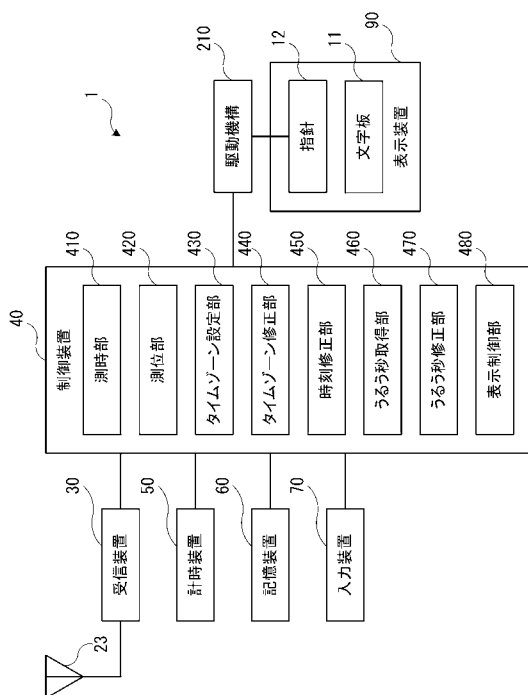 1
40
制御装置
410
測時部
420
測位部
430
タイムゾーン設定部
440
タイムゾーン修正部
450
時刻修正部
460
うるう秒取得部
470
うるう秒修正部
480
表示制御部
23
30
受信装置
50
計時装置
60
記憶装置
70
入力装置
210
駆動機構
12
指針
11
文字板
90
表示装置